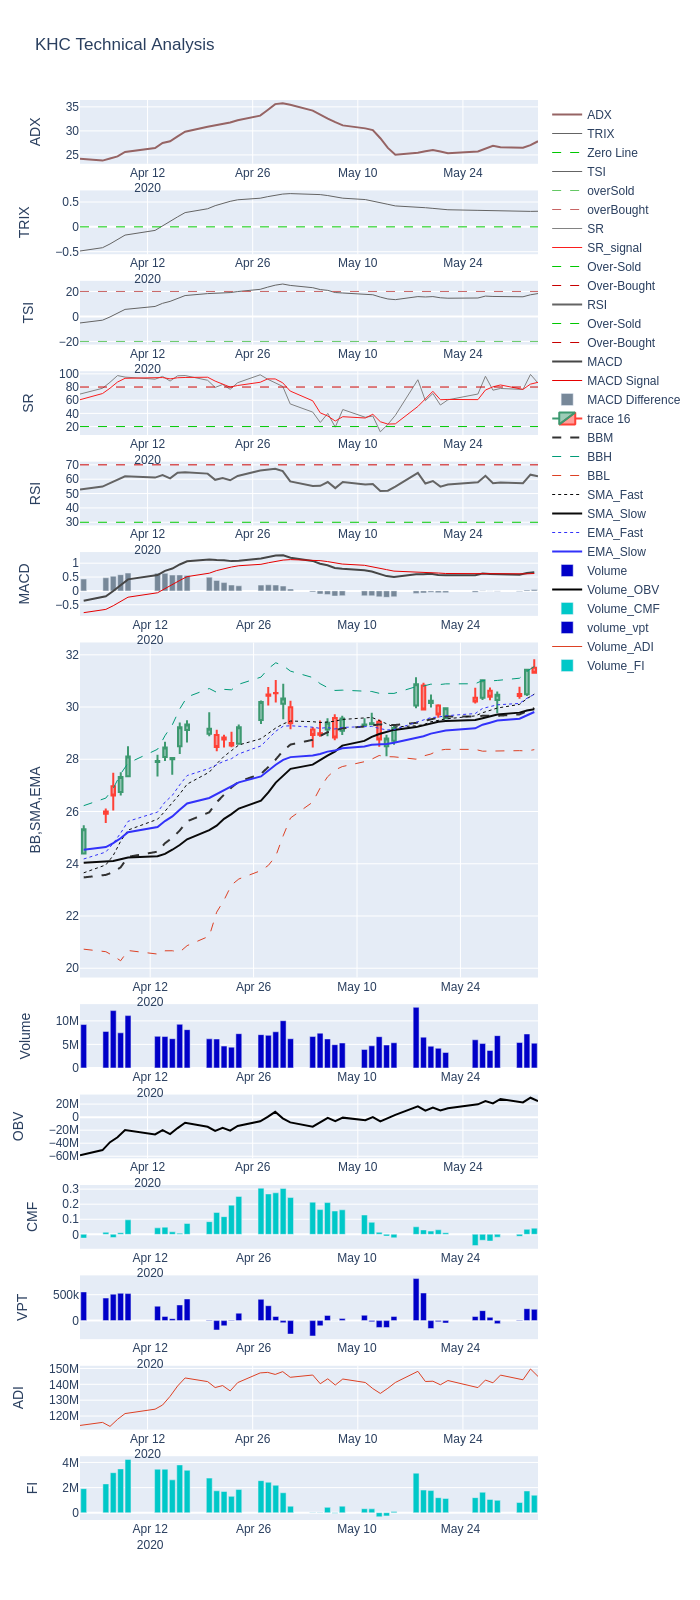 KHC Technical Analysis
ADX
35
30
25
Apr 12
2020
Apr 26
May 10
May 24
TRIX
0.5
0
−0.5
Apr 12
2020
Apr 26
May 10
May 24
TSI
20
0
−20
Apr 12
2020
Apr 26
May 10
May 24
SR
100
80
60
40
20
Apr 12
2020
Apr 26
May 10
May 24
RSI
70
60
50
40
30
Apr 12
2020
Apr 26
May 10
May 24
MACD
1
0.5
0
−0.5
Apr 12
2020
Apr 26
May 10
May 24
BB,SMA,EMA
32
30
28
26
24
22
20
Apr 12
2020
Apr 26
May 10
May 24
Volume
10M
5M
0
Apr 12
2020
Apr 26
May 10
May 24
OBV
20M
0
−20M
−40M
−60M
Apr 12
2020
Apr 26
May 10
May 24
CMF
0.3
0.2
0.1
0
Apr 12
2020
Apr 26
May 10
May 24
VPT
500k
0
Apr 12
2020
Apr 26
May 10
May 24
ADI
150M
140M
130M
120M
Apr 12
2020
Apr 26
May 10
May 24
FI
4M
2M
0
Apr 12
2020
Apr 26
May 10
May 24
ADX
TRIX
Zero Line
TSI
overSold
overBought
SR
SR_signal
Over-Sold
Over-Bought
RSI
Over-Sold
Over-Bought
MACD
MACD Signal
MACD Difference
trace 16
BBM
BBH
BBL
SMA_Fast
SMA_Slow
EMA_Fast
EMA_Slow
Volume
Volume_OBV
Volume_CMF
volume_vpt
Volume_ADI
Volume_FI